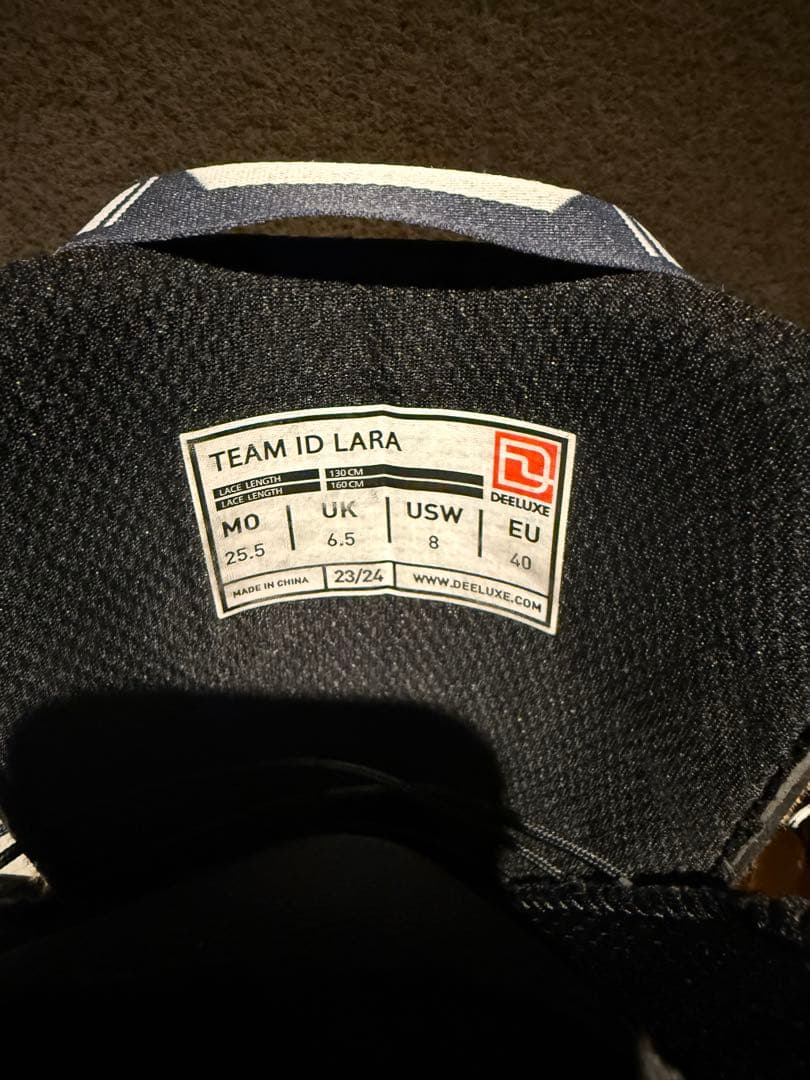 TEAM ID LARA
DEELUXE
LACE LENGTH 130 CM
LACE LENGTH 160 CM
MO UK USW EU
25.5 6.5 8 40
MADE IN CHINA 23/24 WWW.DEELUXE.COM